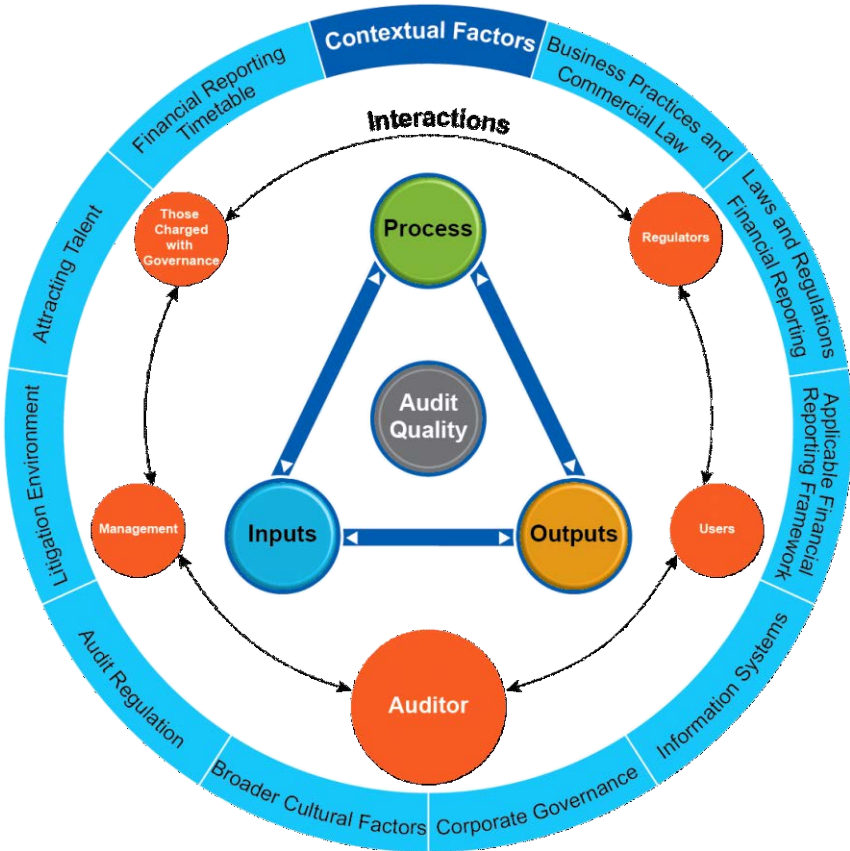 Contextual Factors
Business Practices and
Commercial Law
Laws and Regulations
Financial Reporting
Applicable Financial
Reporting Framework
Information Systems
Corporate Governance
Broader Cultural Factors
Audit Regulation
Litigation Environment
Attracting Talent
Financial Reporting
Timetable
Interactions
Those
Charged
with
Governance
Regulators
Process
Audit
Quality
Management
Inputs
Outputs
Users
Auditor